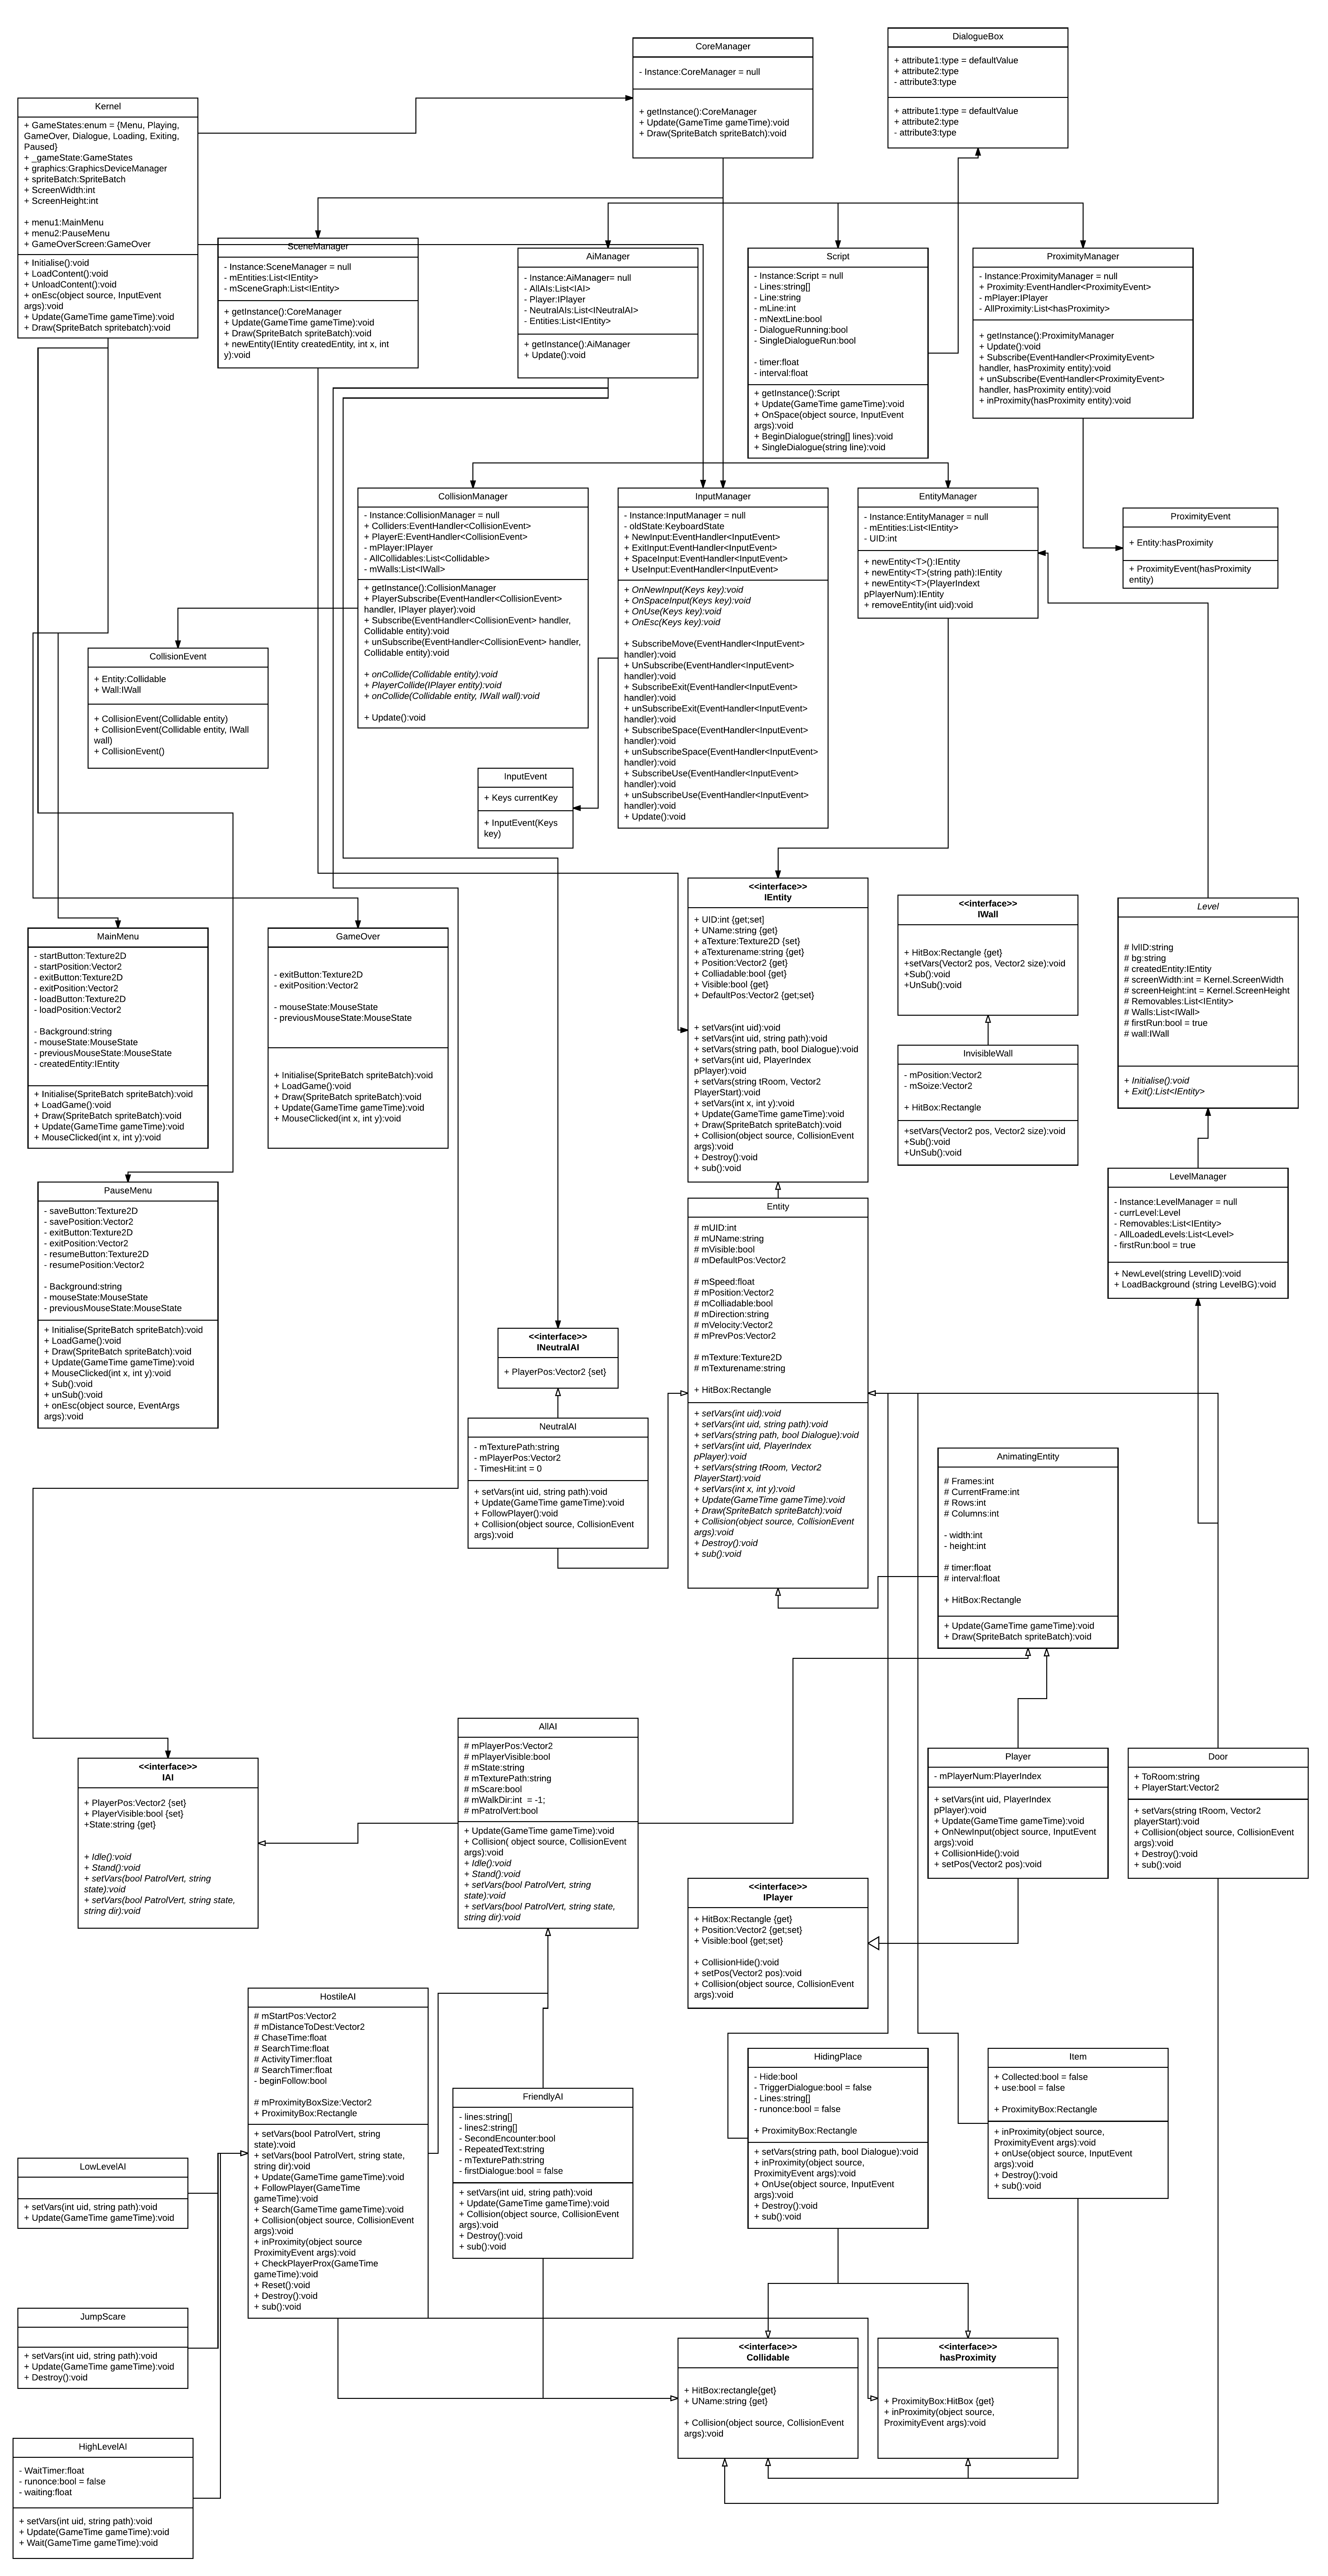 CoreManager
- Instance:CoreManager = null
+ getInstance():CoreManager
+ Update(GameTime gameTime):void
+ Draw(SpriteBatch spriteBatch):void
DialogueBox
+ attribute1:type = defaultValue
+ attribute2:type
- attribute3:type
+ attribute1:type = defaultValue
+ attribute2:type
- attribute3:type
Kernel
+ GameStates:enum = {Menu, Playing,
GameOver, Dialogue, Loading, Exiting,
Paused}
+ _gameState:GameStates
+ graphics:GraphicsDeviceManager
+ spriteBatch:SpriteBatch
+ ScreenWidth:int
+ ScreenHeight:int
+ menu1:MainMenu
+ menu2:PauseMenu
+ GameOverScreen:GameOver
+ Initialise():void
+ LoadContent():void
+ UnloadContent():void
+ onEsc(object source, InputEvent
args):void
+ Update(GameTime gameTime):void
+ Draw(SpriteBatch spritebatch):void
SceneManager
- Instance:SceneManager = null
- mEntities:List<IEntity>
- mSceneGraph:List<IEntity>
+ getInstance():CoreManager
+ Update(GameTime gameTime):void
+ Draw(SpriteBatch spriteBatch):void
+ newEntity(IEntity createdEntity, int x, int
y):void
AiManager
- Instance:AiManager= null
- AllAIs:List<IAI>
- Player:IPlayer
- NeutralAIs:List<INeutralAI>
- Entities:List<IEntity>
+ getInstance():AiManager
+ Update():void
Script
- Instance:Script = null
- Lines:string[]
- Line:string
- mLine:int
- mNextLine:bool
- DialogueRunning:bool
- SingleDialogueRun:bool
- timer:float
- interval:float
+ getInstance():Script
+ Update(GameTime gameTime):void
+ OnSpace(object source, InputEvent
args):void
+ BeginDialogue(string[] lines):void
+ SingleDialogue(string line):void
ProximityManager
- Instance:ProximityManager = null
+ Proximity:EventHandler<ProximityEvent>
- mPlayer:IPlayer
- AllProximity:List<hasProximity>
+ getInstance():ProximityManager
+ Update():void
+ Subscribe(EventHandler<ProximityEvent>
handler, hasProximity entity):void
+ unSubscribe(EventHandler<ProximityEvent>
handler, hasProximity entity):void
+ inProximity(hasProximity entity):void
CollisionManager
- Instance:CollisionManager = null
+ Colliders:EventHandler<CollisionEvent>
+ PlayerE:EventHandler<CollisionEvent>
- mPlayer:IPlayer
- AllCollidables:List<Collidable>
- mWalls:List<IWall>
+ getInstance():CollisionManager
+ PlayerSubscribe(EventHandler<CollisionEvent>
handler, IPlayer player):void
+ Subscribe(EventHandler<CollisionEvent> handler,
Collidable entity):void
+ unSubscribe(EventHandler<CollisionEvent> handler,
Collidable entity):void
+ onCollide(Collidable entity):void
+ PlayerCollide(IPlayer entity):void
+ onCollide(Collidable entity, IWall wall):void
+ Update():void
InputManager
- Instance:InputManager = null
- oldState:KeyboardState
+ NewInput:EventHandler<InputEvent>
+ ExitInput:EventHandler<InputEvent>
+ SpaceInput:EventHandler<InputEvent>
+ UseInput:EventHandler<InputEvent>
+ OnNewInput(Keys key):void
+ OnSpaceInput(Keys key):void
+ OnUse(Keys key):void
+ OnEsc(Keys key):void
+ SubscribeMove(EventHandler<InputEvent>
handler):void
+ UnSubscribe(EventHandler<InputEvent>
handler):void
+ SubscribeExit(EventHandler<InputEvent>
handler):void
+ unSubscribeExit(EventHandler<InputEvent>
handler):void
+ SubscribeSpace(EventHandler<InputEvent>
handler):void
+ unSubscribeSpace(EventHandler<InputEvent>
handler):void
+ SubscribeUse(EventHandler<InputEvent>
handler):void
+ unSubscribeUse(EventHandler<InputEvent>
handler):void
+ Update():void
EntityManager
- Instance:EntityManager = null
- mEntities:List<IEntity>
- UID:int
+ newEntity<T>():IEntity
+ newEntity<T>(string path):IEntity
+ newEntity<T>(PlayerIndext
pPlayerNum):IEntity
+ removeEntity(int uid):void
ProximityEvent
+ Entity:hasProximity
+ ProximityEvent(hasProximity
entity)
CollisionEvent
+ Entity:Collidable
+ Wall:IWall
+ CollisionEvent(Collidable entity)
+ CollisionEvent(Collidable entity, IWall
wall)
+ CollisionEvent()
InputEvent
+ Keys currentKey
+ InputEvent(Keys
key)
<<interface>>
IEntity
+ UID:int {get;set]
+ UName:string {get}
+ aTexture:Texture2D {set}
+ aTexturename:string {get}
+ Position:Vector2 {get}
+ Colliadable:bool {get}
+ Visible:bool {get}
+ DefaultPos:Vector2 {get;set}
+ setVars(int uid):void
+ setVars(int uid, string path):void
+ setVars(string path, bool Dialogue):void
+ setVars(int uid, PlayerIndex
pPlayer):void
+ setVars(string tRoom, Vector2
PlayerStart):void
+ setVars(int x, int y):void
+ Update(GameTime gameTime):void
+ Draw(SpriteBatch spriteBatch):void
+ Collision(object source, CollisionEvent
args):void
+ Destroy():void
+ sub():void
<<interface>>
IWall
+ HitBox:Rectangle {get}
+setVars(Vector2 pos, Vector2 size):void
+Sub():void
+UnSub():void
InvisibleWall
- mPosition:Vector2
- mSoize:Vector2
+ HitBox:Rectangle
+setVars(Vector2 pos, Vector2 size):void
+Sub():void
+UnSub():void
Level
# lvlID:string
# bg:string
# createdEntity:IEntity
# screenWidth:int = Kernel.ScreenWidth
# screenHeight:int = Kernel.ScreenHeight
# Removables:List<IEntity>
# Walls:List<IWall>
# firstRun:bool = true
# wall:IWall
+ Initialise():void
+ Exit():List<IEntity>
MainMenu
- startButton:Texture2D
- startPosition:Vector2
- exitButton:Texture2D
- exitPosition:Vector2
- loadButton:Texture2D
- loadPosition:Vector2
- Background:string
- mouseState:MouseState
- previousMouseState:MouseState
- createdEntity:IEntity
+ Initialise(SpriteBatch spriteBatch):void
+ LoadGame():void
+ Draw(SpriteBatch spriteBatch):void
+ Update(GameTime gameTime):void
+ MouseClicked(int x, int y):void
GameOver
- exitButton:Texture2D
- exitPosition:Vector2
- mouseState:MouseState
- previousMouseState:MouseState
+ Initialise(SpriteBatch spriteBatch):void
+ LoadGame():void
+ Draw(SpriteBatch spriteBatch):void
+ Update(GameTime gameTime):void
+ MouseClicked(int x, int y):void
LevelManager
- Instance:LevelManager = null
- currLevel:Level
- Removables:List<IEntity>
- AllLoadedLevels:List<Level>
- firstRun:bool = true
+ NewLevel(string LevelID):void
+ LoadBackground (string LevelBG):void
PauseMenu
- saveButton:Texture2D
- savePosition:Vector2
- exitButton:Texture2D
- exitPosition:Vector2
- resumeButton:Texture2D
- resumePosition:Vector2
- Background:string
- mouseState:MouseState
- previousMouseState:MouseState
+ Initialise(SpriteBatch spriteBatch):void
+ LoadGame():void
+ Draw(SpriteBatch spriteBatch):void
+ Update(GameTime gameTime):void
+ MouseClicked(int x, int y):void
+ Sub():void
+ unSub():void
+ onEsc(object source, EventArgs
args):void
Entity
# mUID:int
# mUName:string
# mVisible:bool
# mDefaultPos:Vector2
# mSpeed:float
# mPosition:Vector2
# mColliadable:bool
# mDirection:string
# mVelocity:Vector2
# mPrevPos:Vector2
# mTexture:Texture2D
# mTexturename:string
+ HitBox:Rectangle
+ setVars(int uid):void
+ setVars(int uid, string path):void
+ setVars(string path, bool Dialogue):void
+ setVars(int uid, PlayerIndex
pPlayer):void
+ setVars(string tRoom, Vector2
PlayerStart):void
+ setVars(int x, int y):void
+ Update(GameTime gameTime):void
+ Draw(SpriteBatch spriteBatch):void
+ Collision(object source, CollisionEvent
args):void
+ Destroy():void
+ sub():void
<<interface>>
INeutralAI
+ PlayerPos:Vector2 {set}
NeutralAI
- mTexturePath:string
- mPlayerPos:Vector2
- TimesHit:int = 0
+ setVars(int uid, string path):void
+ Update(GameTime gameTime):void
+ FollowPlayer():void
+ Collision(object source, CollisionEvent
args):void
AnimatingEntity
# Frames:int
# CurrentFrame:int
# Rows:int
# Columns:int
- width:int
- height:int
# timer:float
# interval:float
+ HitBox:Rectangle
+ Update(GameTime gameTime):void
+ Draw(SpriteBatch spriteBatch):void
<<interface>>
IAI
+ PlayerPos:Vector2 {set}
+ PlayerVisible:bool {set}
+State:string {get}
+ Idle():void
+ Stand():void
+ setVars(bool PatrolVert, string
state):void
+ setVars(bool PatrolVert, string state,
string dir):void
AllAI
# mPlayerPos:Vector2
# mPlayerVisible:bool
# mState:string
# mTexturePath:string
# mScare:bool
# mWalkDir:int  = -1;
# mPatrolVert:bool
+ Update(GameTime gameTime):void
+ Collision( object source, CollisionEvent
args):void
+ Idle():void
+ Stand():void
+ setVars(bool PatrolVert, string
state):void
+ setVars(bool PatrolVert, string state,
string dir):void
Player
- mPlayerNum:PlayerIndex
+ setVars(int uid, PlayerIndex
pPlayer):void
+ Update(GameTime gameTime):void
+ OnNewInput(object source, InputEvent
args):void
+ CollisionHide():void
+ setPos(Vector2 pos):void
Door
+ ToRoom:string
+ PlayerStart:Vector2
+ setVars(string tRoom, Vector2
playerStart):void
+ Collision(object source, CollisionEvent
args):void
+ Destroy():void
+ sub():void
<<interface>>
IPlayer
+ HitBox:Rectangle {get}
+ Position:Vector2 {get;set}
+ Visible:bool {get;set}
+ CollisionHide():void
+ setPos(Vector2 pos):void
+ Collision(object source, CollisionEvent
args):void
HostileAI
# mStartPos:Vector2
# mDistanceToDest:Vector2
# ChaseTime:float
# SearchTime:float
# ActivityTimer:float
# SearchTimer:float
- beginFollow:bool
# mProximityBoxSize:Vector2
+ ProximityBox:Rectangle
+ setVars(bool PatrolVert, string
state):void
+ setVars(bool PatrolVert, string state,
string dir):void
+ Update(GameTime gameTime):void
+ FollowPlayer(GameTime
gameTime):void
+ Search(GameTime gameTime):void
+ Collision(object source, CollisionEvent
args):void
+ inProximity(object source
ProximityEvent args):void
+ CheckPlayerProx(GameTime
gameTime):void
+ Reset():void
+ Destroy():void
+ sub():void
FriendlyAI
- lines:string[]
- lines2:string[]
- SecondEncounter:bool
- RepeatedText:string
- mTexturePath:string
- firstDialogue:bool = false
+ setVars(int uid, string path):void
+ Update(GameTime gameTime):void
+ Collision(object source, CollisionEvent
args):void
+ Destroy():void
+ sub():void
HidingPlace
- Hide:bool
- TriggerDialogue:bool = false
- Lines:string[]
- runonce:bool = false
+ ProximityBox:Rectangle
+ setVars(string path, bool Dialogue):void
+ inProximity(object source,
ProximityEvent args):void
+ OnUse(object source, InputEvent
args):void
+ Destroy():void
+ sub():void
Item
+ Collected:bool = false
+ use:bool = false
+ ProximityBox:Rectangle
+ inProximity(object source,
ProximityEvent args):void
+ onUse(object source, InputEvent
args):void
+ Destroy():void
+ sub():void
LowLevelAI
+ setVars(int uid, string path):void
+ Update(GameTime gameTime):void
JumpScare
+ setVars(int uid, string path):void
+ Update(GameTime gameTime):void
+ Destroy():void
<<interface>>
Collidable
+ HitBox:rectangle{get}
+ UName:string {get}
+ Collision(object source, CollisionEvent
args):void
<<interface>>
hasProximity
+ ProximityBox:HitBox {get}
+ inProximity(object source,
ProximityEvent args):void
HighLevelAI
- WaitTimer:float
- runonce:bool = false
- waiting:float
+ setVars(int uid, string path):void
+ Update(GameTime gameTime):void
+ Wait(GameTime gameTime):void